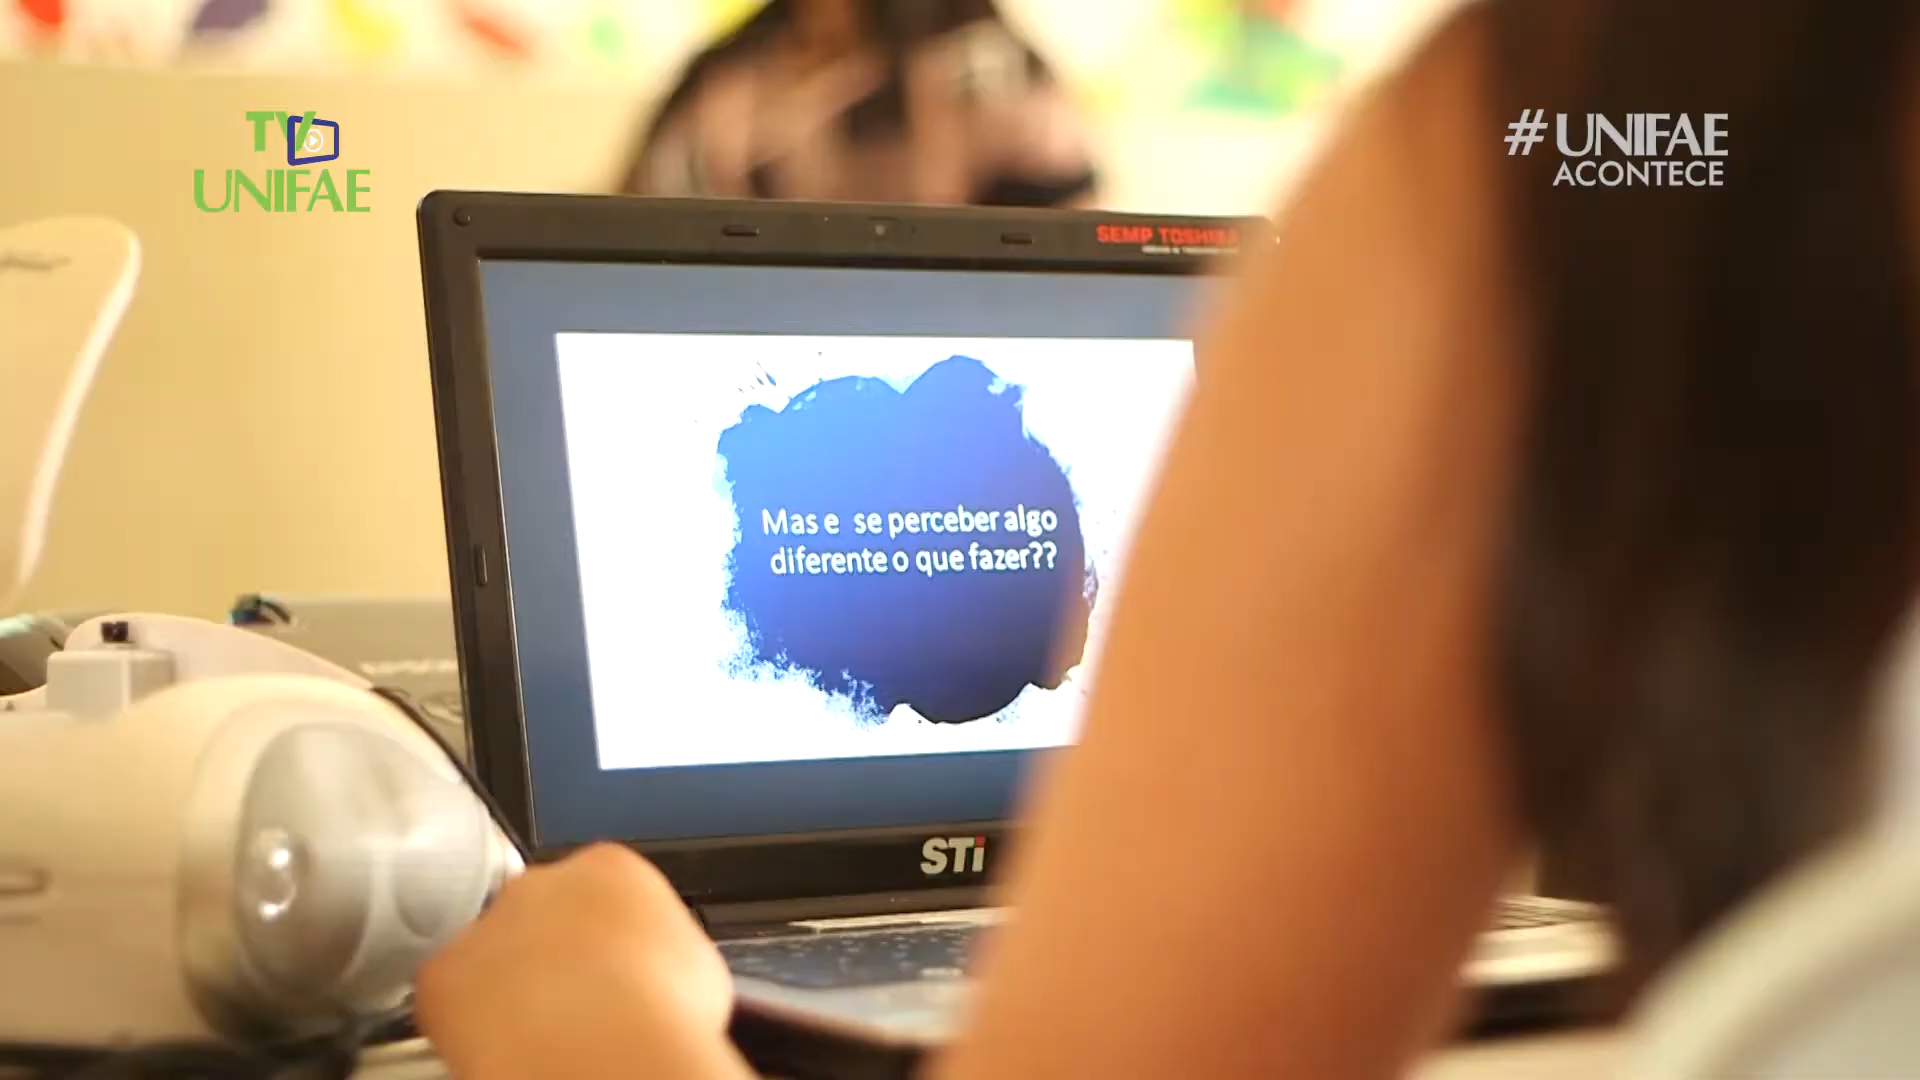 TV
UNIFAE
#UNIFAE
ACONTECE
SEMP TOSHIBA
Mas e se perceber algo
diferente o que fazer??
STi